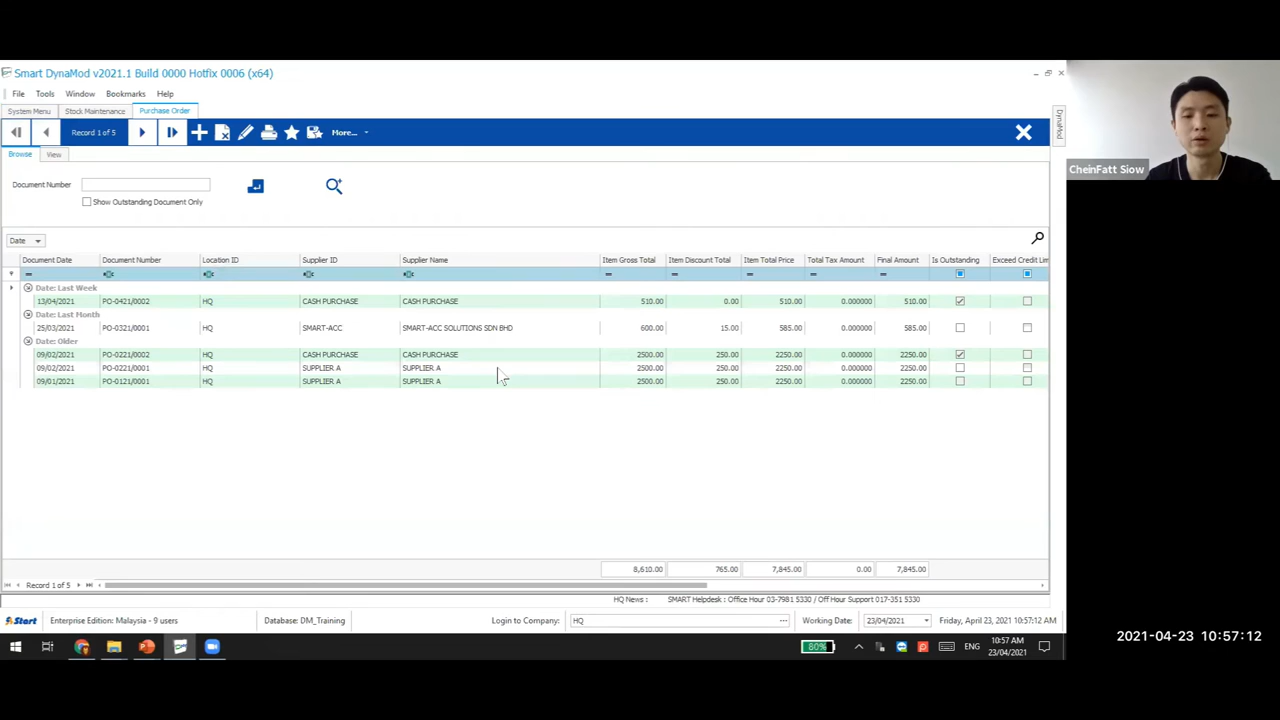 Smart DynaMod v2021.1 Build 0000 Hotfix 0006 (x64)
File Tools Window Bookmarks Help
System Menu Stock Maintenance Purchase Order
Record 1 of 5 More...
Browse View
Document Number
Show Outstanding Document Only
Date
Document Date Document Number Location ID Supplier ID Supplier Name Item Gross Total Item Discount Total Item Total Price Total Tax Amount Final Amount Is Outstanding Exceed Credit Lim
Date: Last Week
13/04/2021 PO-0421/0002 HQ CASH PURCHASE CASH PURCHASE 510.00 0.00 510.00 0.000000 510.00
Date: Last Month
25/03/2021 PO-0321/0001 HQ SMART-ACC SMART-ACC SOLUTIONS SDN BHD 600.00 15.00 585.00 0.000000 585.00
Date: Older
09/02/2021 PO-0221/0002 HQ CASH PURCHASE CASH PURCHASE 2500.00 250.00 2250.00 0.000000 2250.00
09/02/2021 PO-0221/0001 HQ SUPPLIER A SUPPLIER A 2500.00 250.00 2250.00 0.000000 2250.00
09/01/2021 PO-0121/0001 HQ SUPPLIER A SUPPLIER A 2500.00 250.00 2250.00 0.000000 2250.00
8,610.00 765.00 7,845.00 0.00 7,845.00
Record 1 of 5
HQ News : SMART Helpdesk : Office Hour 03-7981 5330 / Off Hour Support 017-351 5330
Start Enterprise Edition: Malaysia - 9 users Database: DM_Training Login to Company: HQ Working Date: 23/04/2021 Friday, April 23, 2021 10:57:12 AM
80% ENG 10:57 AM
23/04/2021
DynaMod
CheinFatt Siow
2021-04-23 10:57:12